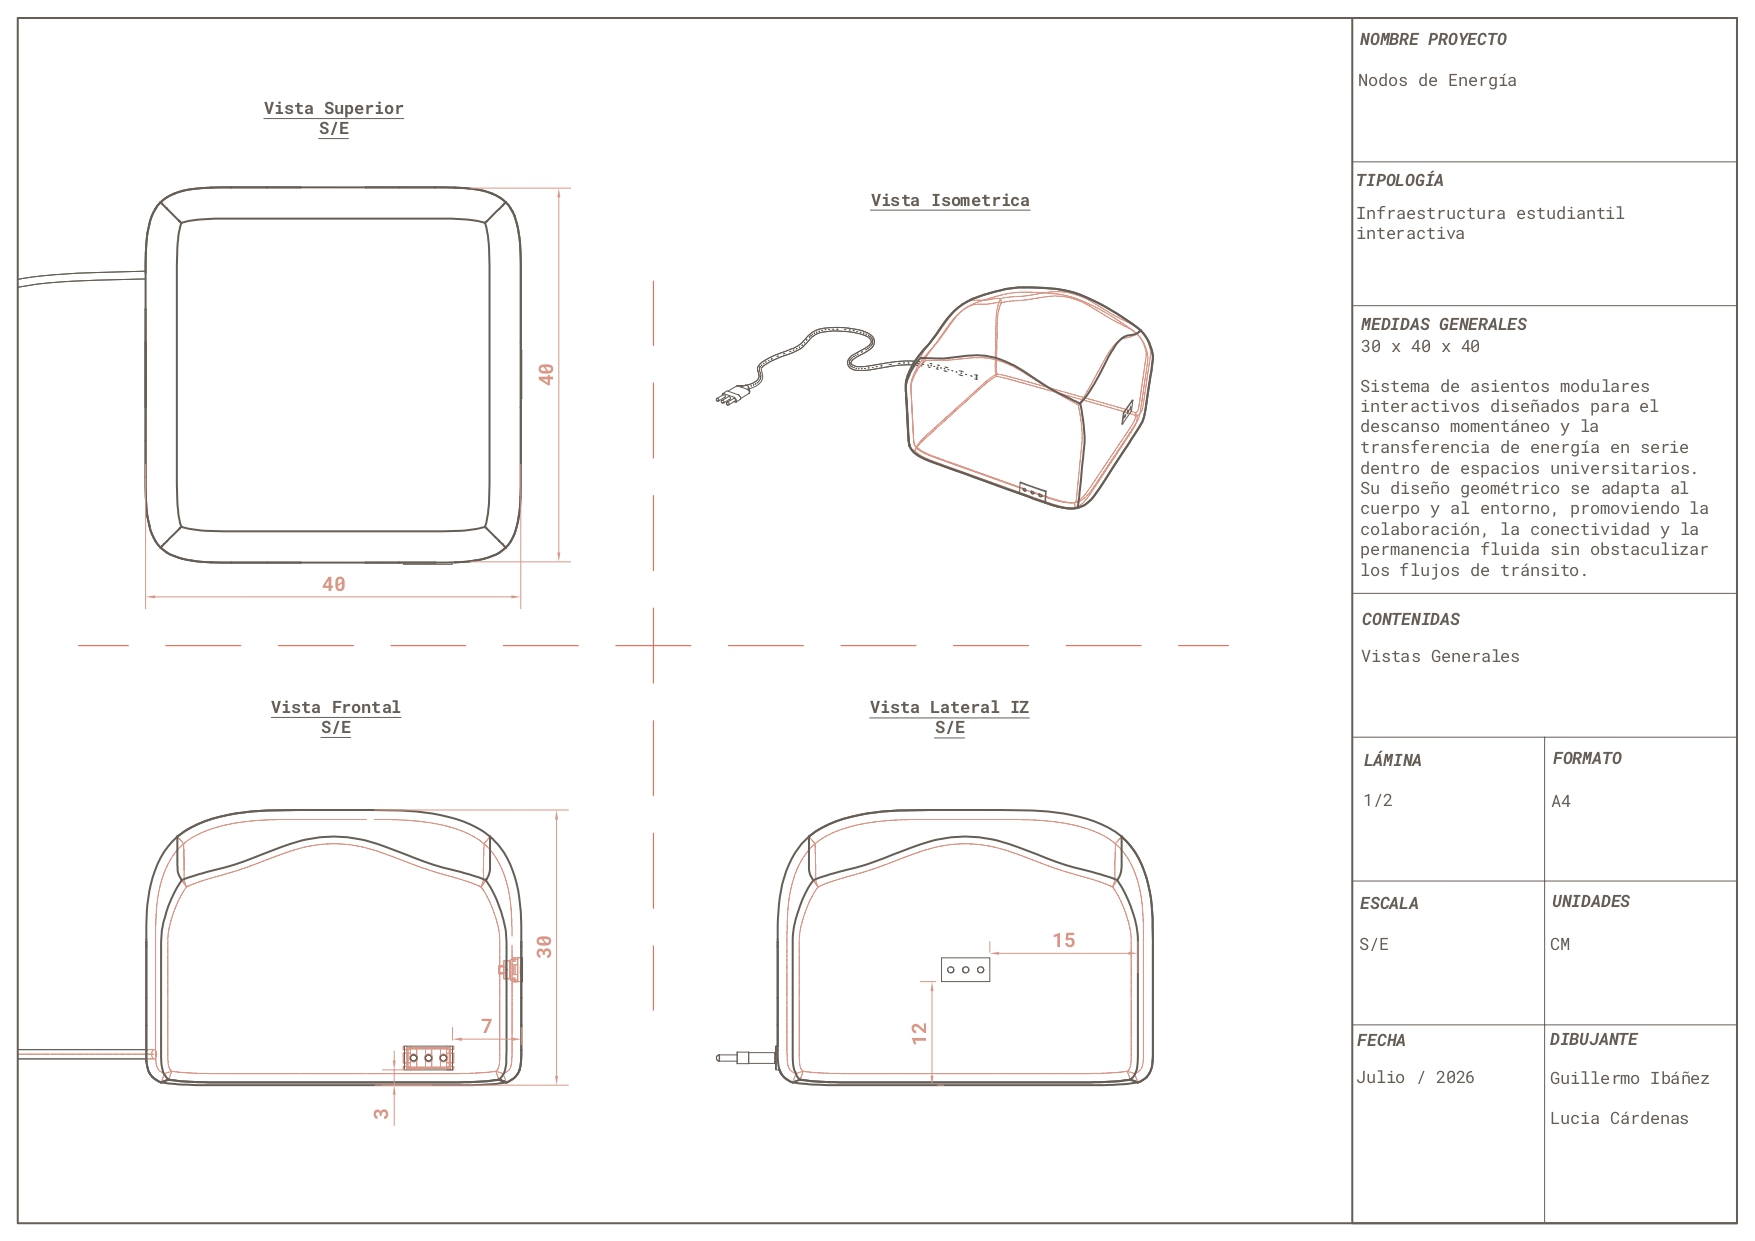 Vista Superior
S/E
40
40
Vista Isometrica
Vista Frontal
S/E
30
7
3
Vista Lateral IZ
S/E
15
12
NOMBRE PROYECTO
Nodos de Energía
TIPOLOGÍA
Infraestructura estudiantil
interactiva
MEDIDAS GENERALES
30 x 40 x 40
Sistema de asientos modulares
interactivos diseñados para el
descanso momentáneo y la
transferencia de energía en serie
dentro de espacios universitarios.
Su diseño geométrico se adapta al
cuerpo y al entorno, promoviendo la
colaboración, la conectividad y la
permanencia fluida sin obstaculizar
los flujos de tránsito.
CONTENIDAS
Vistas Generales
LÁMINA
1/2
FORMATO
A4
ESCALA
S/E
UNIDADES
CM
FECHA
Julio / 2026
DIBUJANTE
Guillermo Ibáñez
Lucia Cárdenas